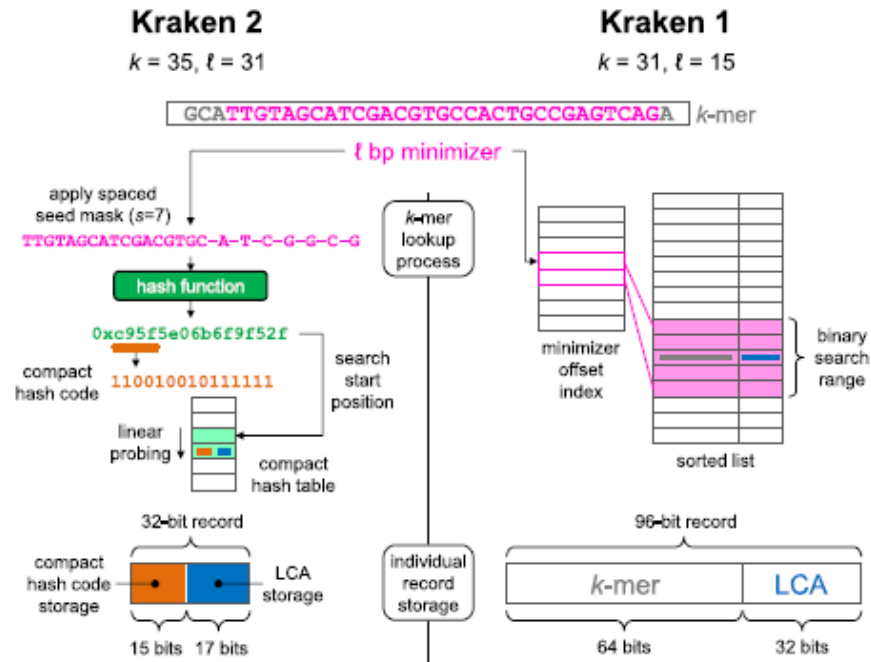 Kraken 2
k = 35, ℓ = 31
Kraken 1
k = 31, ℓ = 15
GCATTGTAGCATCGACGTGCCACTGCCGAGTCAGA k-mer
ℓ bp minimizer
apply spaced
seed mask (s=7)
TTGTAGCATCGACGTGC-A-T-C-G-G-C-G
hash function
0xc95f5e06b6f9f52f
compact
hash code
110010010111111
search
start
position
linear
probing
compact
hash table
k-mer
lookup
process
minimizer
offset
index
binary
search
range
sorted list
32-bit record
compact
hash code
storage
LCA
storage
15 bits
17 bits
individual
record
storage
96-bit record
k-mer
LCA
64 bits
32 bits